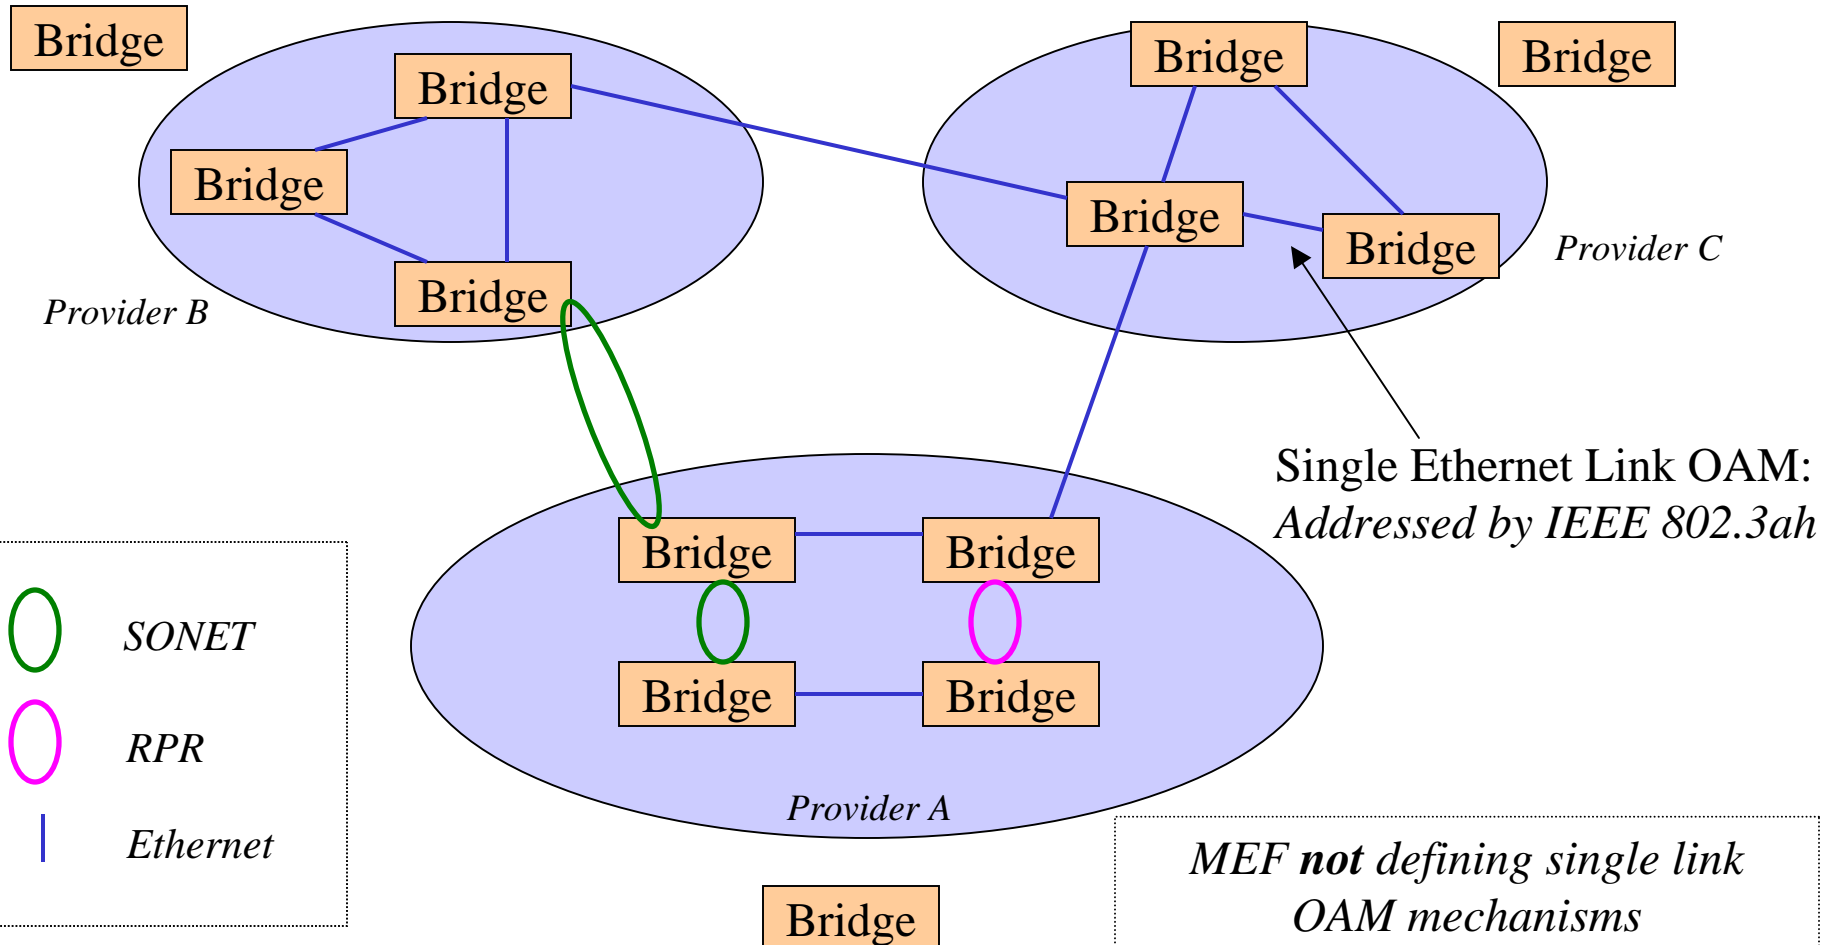 Bridge
Bridge
Bridge
Bridge
Bridge
Bridge
Bridge
Bridge
Provider C
Bridge
Provider B
Single Ethernet Link OAM:
Addressed by IEEE 802.3ah
Bridge
Bridge
SONET
Bridge
Bridge
RPR
Provider A
Ethernet
MEF not defining single link
OAM mechanisms
Bridge